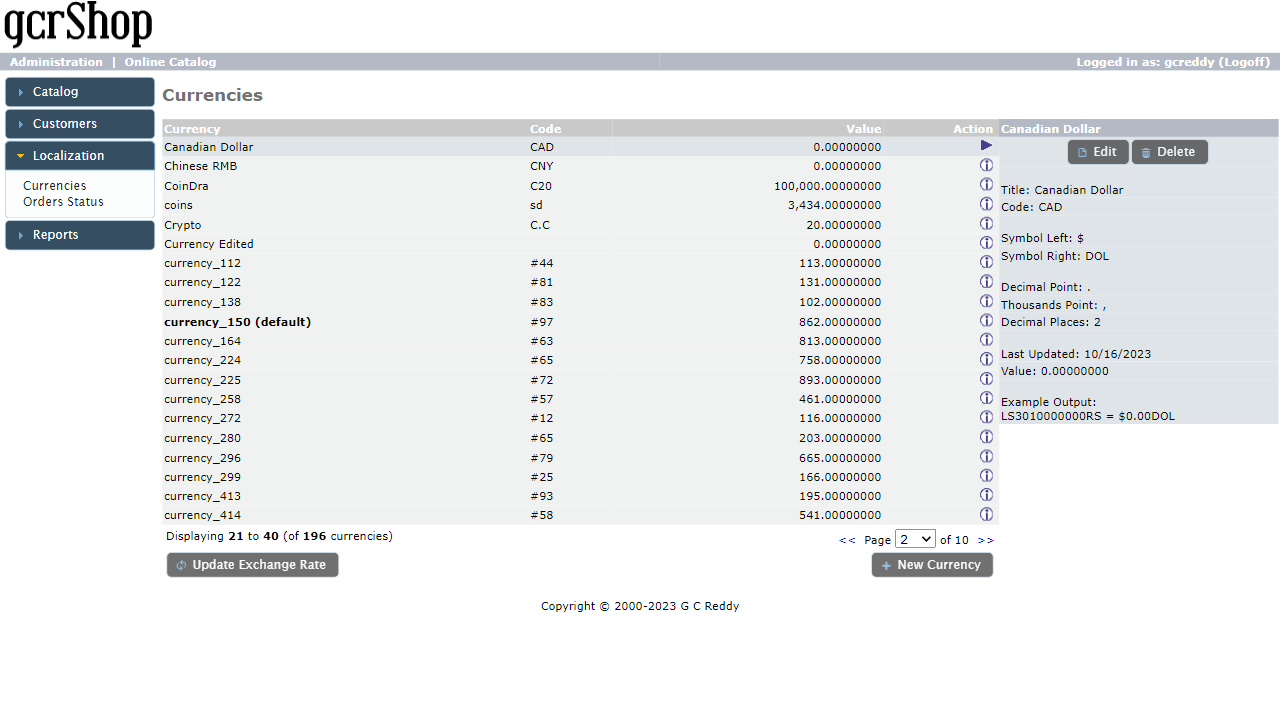 gcrShop
Administration | Online Catalog Logged in as: gcreddy (Logoff)
Catalog
Customers
Localization
Currencies
Orders Status
Reports
Currencies
Currency Code Value Action
Canadian Dollar CAD 0.00000000
Chinese RMB CNY 0.00000000
CoinDra C20 100,000.00000000
coins sd 3,434.00000000
Crypto C.C 20.00000000
Currency Edited 0.00000000
currency_112 #44 113.00000000
currency_122 #81 131.00000000
currency_138 #83 102.00000000
currency_150 (default) #97 862.00000000
currency_164 #63 813.00000000
currency_224 #65 758.00000000
currency_225 #72 893.00000000
currency_258 #57 461.00000000
currency_272 #12 116.00000000
currency_280 #65 203.00000000
currency_296 #79 665.00000000
currency_299 #25 166.00000000
currency_413 #93 195.00000000
currency_414 #58 541.00000000
Displaying 21 to 40 (of 196 currencies) << Page 2 of 10 >>
Update Exchange Rate New Currency
Canadian Dollar
Edit Delete
Title: Canadian Dollar
Code: CAD
Symbol Left: $
Symbol Right: DOL
Decimal Point: .
Thousands Point: ,
Decimal Places: 2
Last Updated: 10/16/2023
Value: 0.00000000
Example Output:
LS3010000000RS = $0.00DOL
Copyright © 2000-2023 G C Reddy